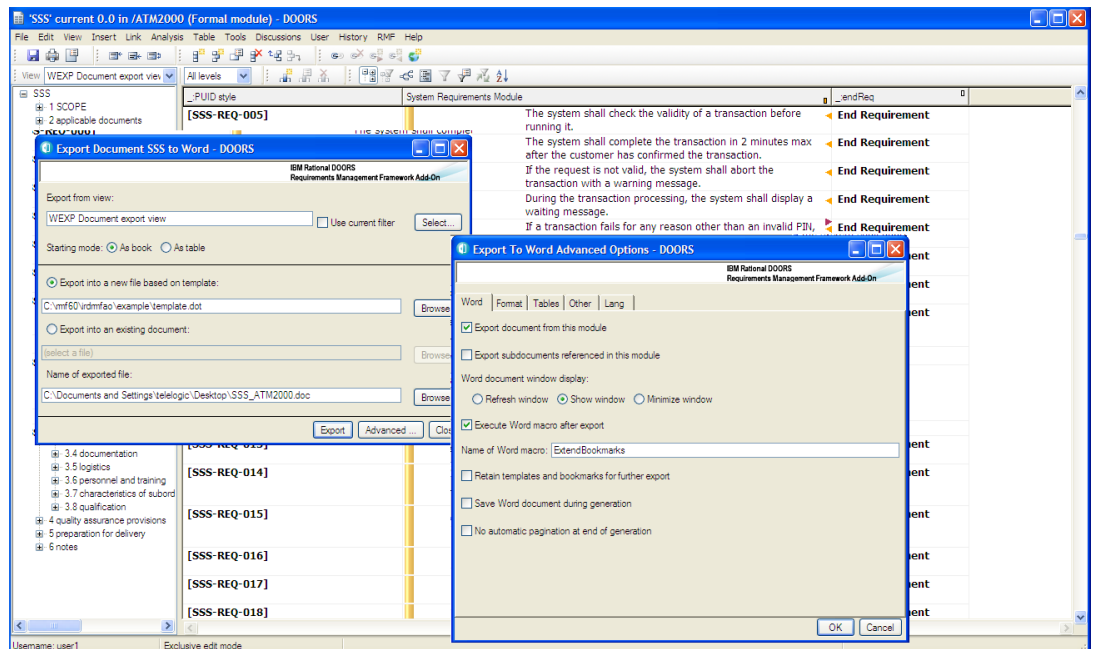 'SSS' current 0.0 in /ATM2000 (Formal module) - DOORS
File Edit View Insert Link Analysis Table Tools Discussions User History RMF Help
View WEXP Document export view All levels
SSS
1 SCOPE
2 applicable documents
_:PUID style
System Requirements Module
_:endReq
[SSS-REQ-005]
The system shall check the validity of a transaction before
running it.
End Requirement
The system shall complete the transaction in 2 minutes max
after the customer has confirmed the transaction.
End Requirement
If the request is not valid, the system shall abort the
transaction with a warning message.
End Requirement
During the transaction processing, the system shall display a
waiting message.
End Requirement
If a transaction fails for any reason other than an invalid PIN,
End Requirement
Export Document SSS to Word - DOORS
IBM Rational DOORS
Requirements Management Framework Add-On
Export from view:
WEXP Document export view
Use current filter
Select...
Starting mode: As book As table
Export into a new file based on template:
C:\rmf60\irdmfao\example\template.dot
Browse
Export into an existing document:
(select a file)
Browse
Name of exported file:
C:\Documents and Settings\telelogic\Desktop\SSS_ATM2000.doc
Browse
Export Advanced ... Clos
Export To Word Advanced Options - DOORS
IBM Rational DOORS
Requirements Management Framework Add-On
Word Format Tables Other Lang
Export document from this module
Export subdocuments referenced in this module
Word document window display:
Refresh window Show window Minimize window
Execute Word macro after export
Name of Word macro: ExtendBookmarks
Retain templates and bookmarks for further export
Save Word document during generation
No automatic pagination at end of generation
OK Cancel
3.4 documentation
3.5 logistics
3.6 personnel and training
3.7 characteristics of subord
3.8 qualification
4 quality assurance provisions
5 preparation for delivery
6 notes
[SSS-REQ-014]
[SSS-REQ-015]
[SSS-REQ-016]
[SSS-REQ-017]
[SSS-REQ-018]
Username: user1 Exclusive edit mode